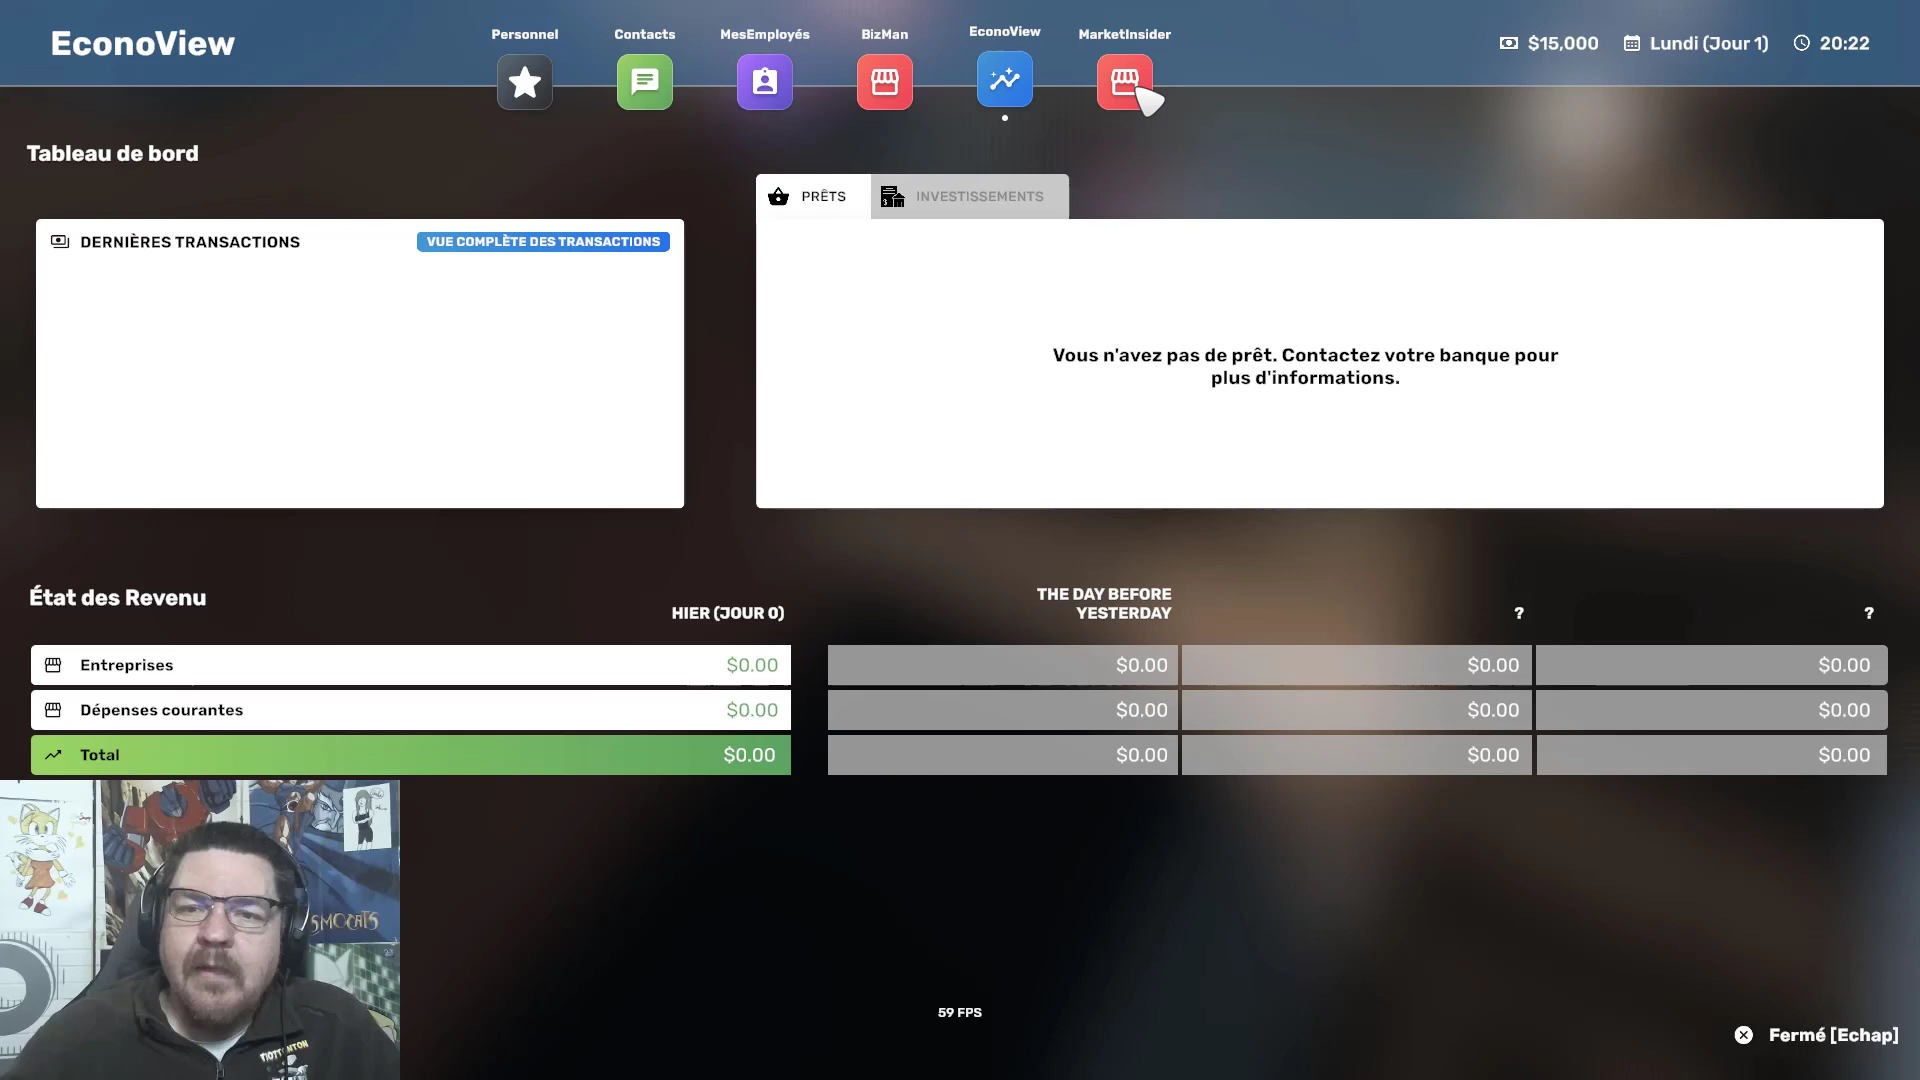 EconoView
Personnel
Contacts
MesEmployés
BizMan
EconoView
MarketInsider
$15,000
Lundi (Jour 1)
20:22
Tableau de bord
PRÊTS
INVESTISSEMENTS
DERNIÈRES TRANSACTIONS
VUE COMPLÈTE DES TRANSACTIONS
Vous n'avez pas de prêt. Contactez votre banque pour
plus d'informations.
État des Revenu
HIER (JOUR 0)
THE DAY BEFORE
YESTERDAY
?
?
Entreprises $0.00 $0.00 $0.00 $0.00
Dépenses courantes $0.00 $0.00 $0.00 $0.00
Total $0.00 $0.00 $0.00 $0.00
SMOCATS
59 FPS
Fermé [Echap]